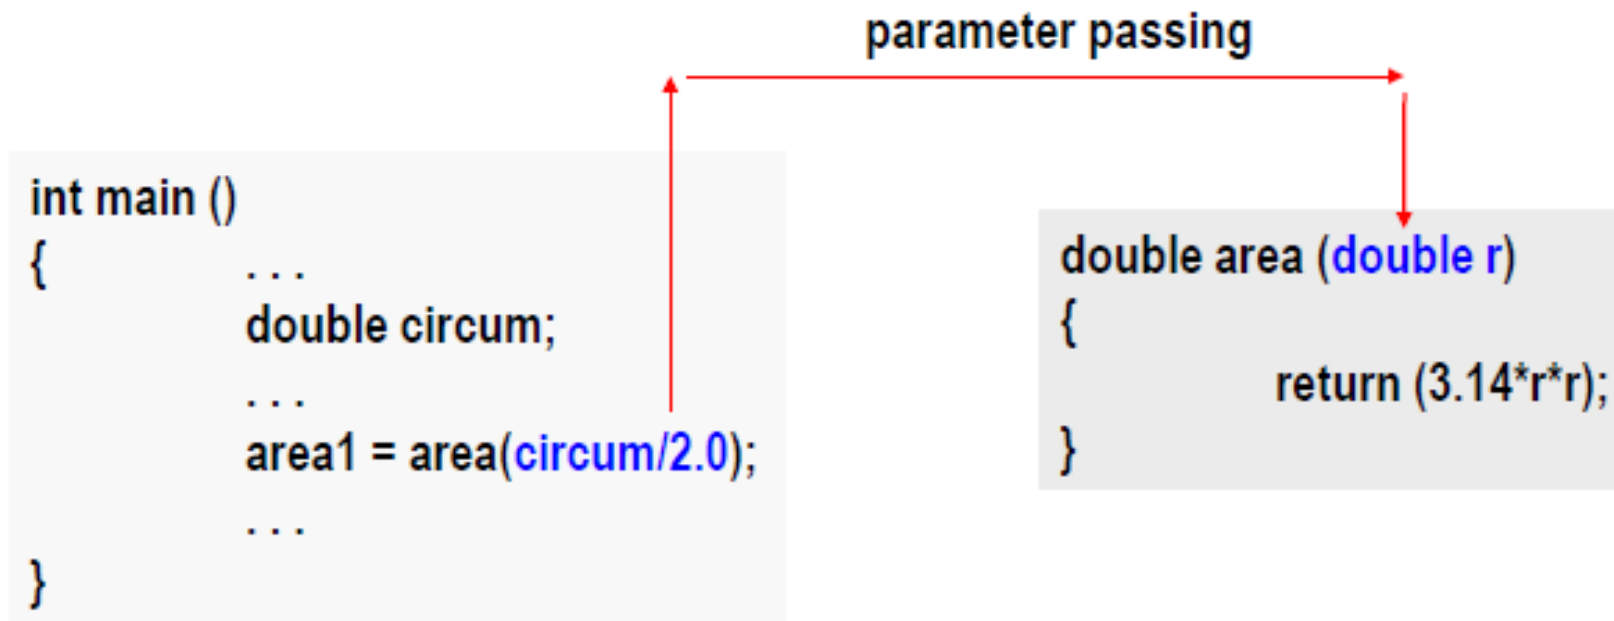 parameter passing
int main ()
{ . . .
double circum;
. . .
area1 = area(circum/2.0);
. . .
}
double area (double r)
{
return (3.14*r*r);
}